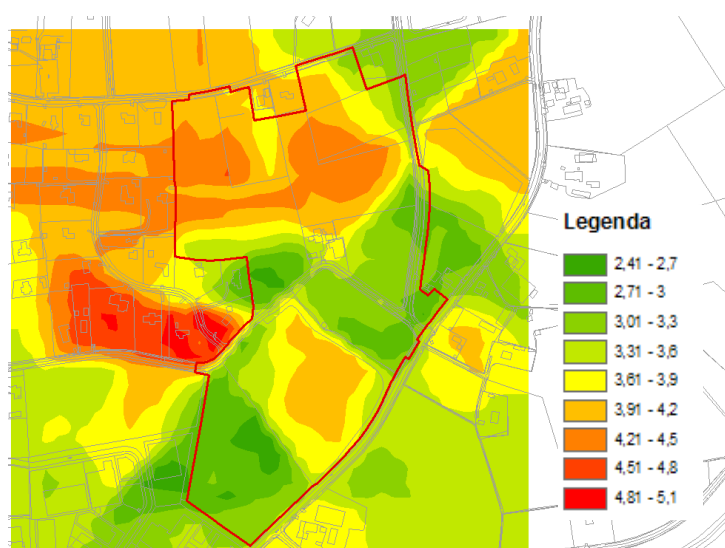 Legenda
2,41 - 2,7
2,71 - 3
3,01 - 3,3
3,31 - 3,6
3,61 - 3,9
3,91 - 4,2
4,21 - 4,5
4,51 - 4,8
4,81 - 5,1